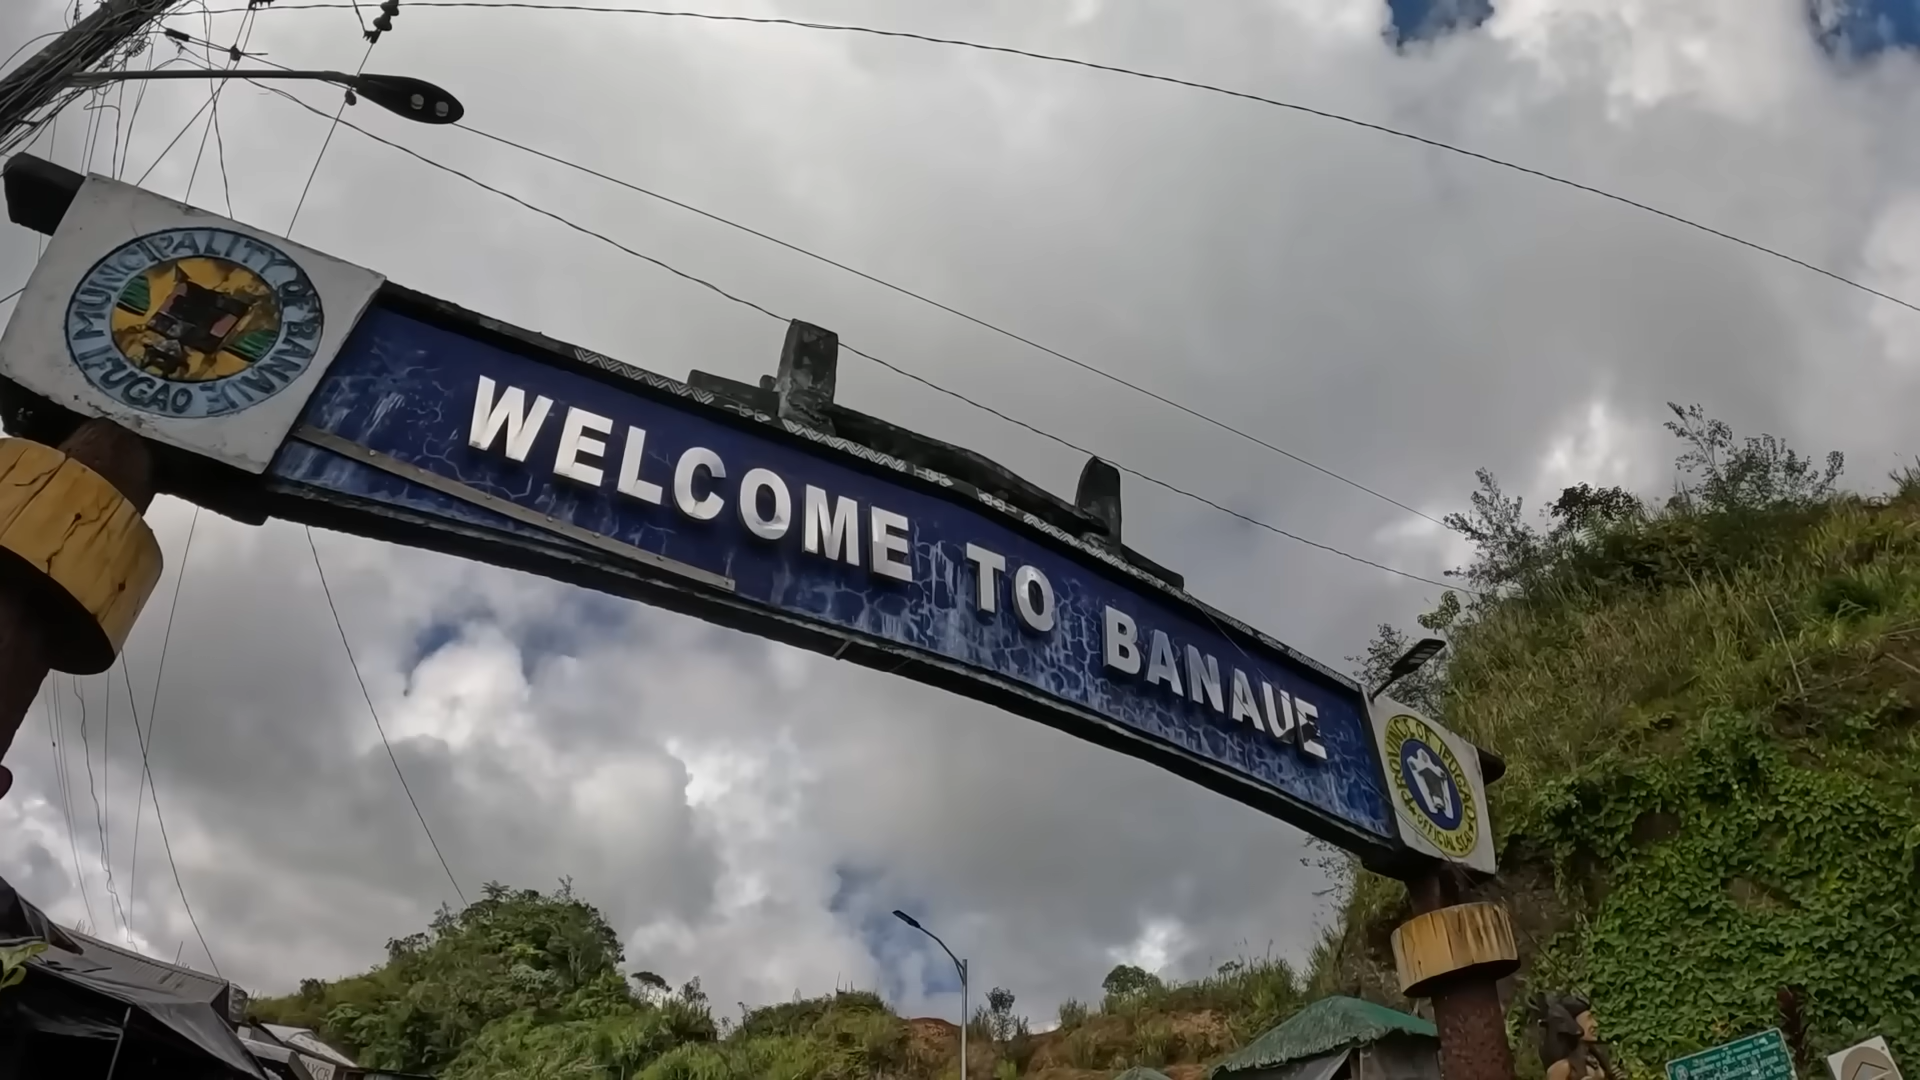 MUNICIPALITY OF BANAUE
IFUGAO
WELCOME TO BANAUE
PROVINCE OF IFUGAO
OFFICIAL SEAL